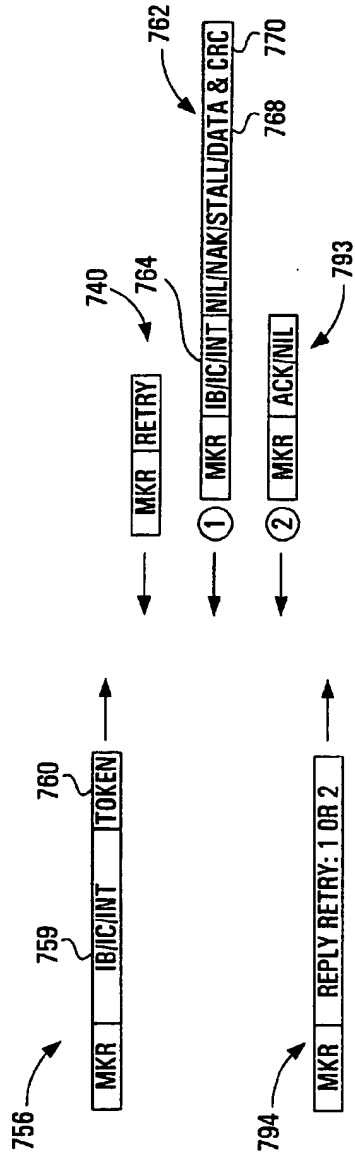 756
MKR IB/IC/INT TOKEN
759
760
794
MKR REPLY RETRY: 1 OR 2
740
MKR RETRY
762
764
1 MKR IB/IC/INT NIL/NAK/STALL/DATA & CRC
768
770
2 MKR ACK/NIL
793